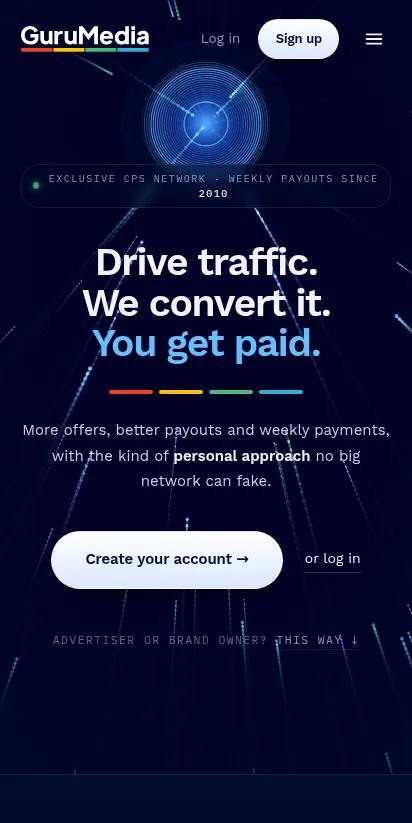 GuruMedia
Log in
Sign up
EXCLUSIVE CPS NETWORK · WEEKLY PAYOUTS SINCE
2010
Drive traffic.
We convert it.
You get paid.
More offers, better payouts and weekly payments,
with the kind of personal approach no big
network can fake.
Create your account →
or log in
ADVERTISER OR BRAND OWNER? THIS WAY ↓